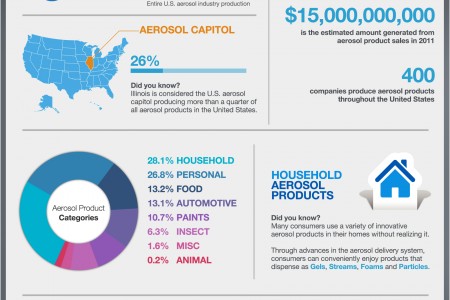 Entire U.S. aerosol industry production
AEROSOL CAPITOL
26%
Did you know?
Illinois is considered the U.S. aerosol
capitol producing more than a quarter of
all aerosol products in the United States.
$15,000,000,000
is the estimated amount generated from
aerosol product sales in 2011
400
companies produce aerosol products
throughout the United States
Aerosol Product
Categories
28.1% HOUSEHOLD
26.8% PERSONAL
13.2% FOOD
13.1% AUTOMOTIVE
10.7% PAINTS
6.3% INSECT
1.6% MISC
0.2% ANIMAL
HOUSEHOLD
AEROSOL
PRODUCTS
Did you know?
Many consumers use a variety of innovative
aerosol products in their homes without realizing it.
Through advances in the aerosol delivery system,
consumers can conveniently enjoy products that
dispense as Gels, Streams, Foams and Particles.